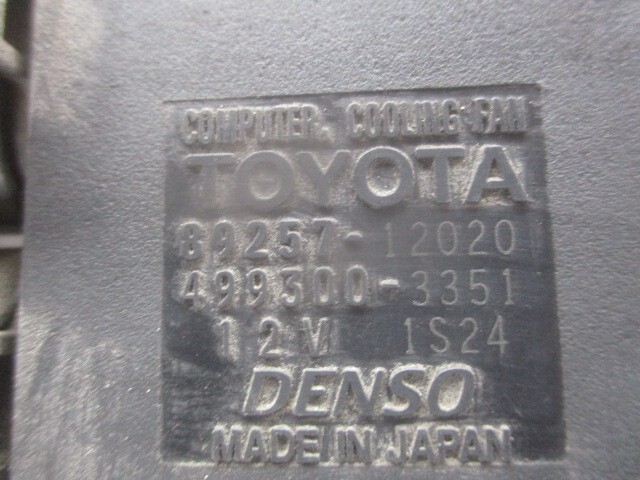 COMPUTER, COOLING FAN
TOYOTA
89257-12020
499300-3351
12V 1S24
DENSO
MADE IN JAPAN